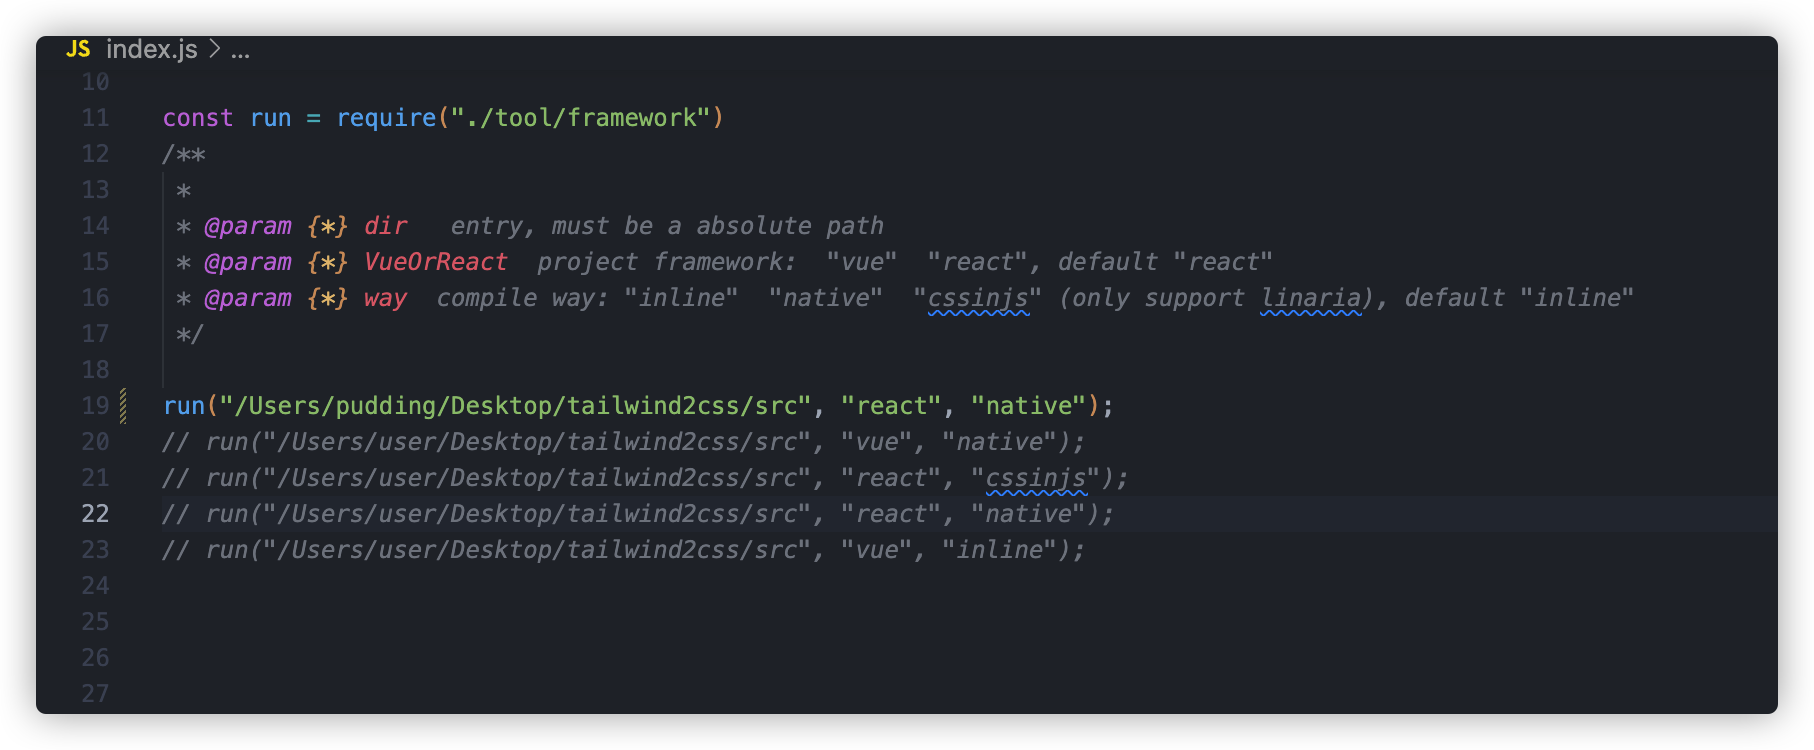 JS index.js > ...
10
11 const run = require("./tool/framework")
12 /**
13  *
14  * @param {*} dir   entry, must be a absolute path
15  * @param {*} VueOrReact  project framework:  "vue"  "react", default "react"
16  * @param {*} way  compile way: "inline"  "native"  "cssinjs" (only support linaria), default "inline"
17  */
18
19 run("/Users/pudding/Desktop/tailwind2css/src", "react", "native");
20 // run("/Users/user/Desktop/tailwind2css/src", "vue", "native");
21 // run("/Users/user/Desktop/tailwind2css/src", "react", "cssinjs");
22 // run("/Users/user/Desktop/tailwind2css/src", "react", "native");
23 // run("/Users/user/Desktop/tailwind2css/src", "vue", "inline");
24
25
26
27